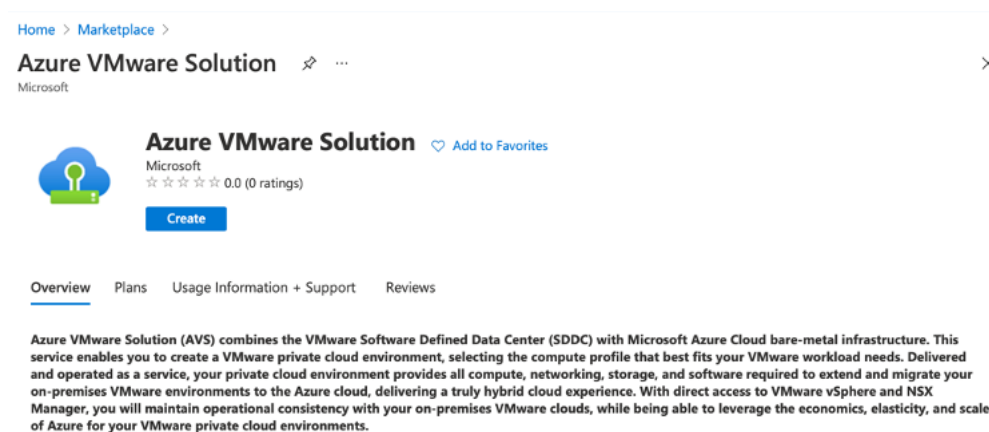 Home > Marketplace >
Azure VMware Solution ...
Microsoft
Azure VMware Solution Add to Favorites
Microsoft
0.0 (0 ratings)
Create
Overview Plans Usage Information + Support Reviews
Azure VMware Solution (AVS) combines the VMware Software Defined Data Center (SDDC) with Microsoft Azure Cloud bare-metal infrastructure. This
service enables you to create a VMware private cloud environment, selecting the compute profile that best fits your VMware workload needs. Delivered
and operated as a service, your private cloud environment provides all compute, networking, storage, and software required to extend and migrate your
on-premises VMware environments to the Azure cloud, delivering a truly hybrid cloud experience. With direct access to VMware vSphere and NSX
Manager, you will maintain operational consistency with your on-premises VMware clouds, while being able to leverage the economics, elasticity, and scale
of Azure for your VMware private cloud environments.